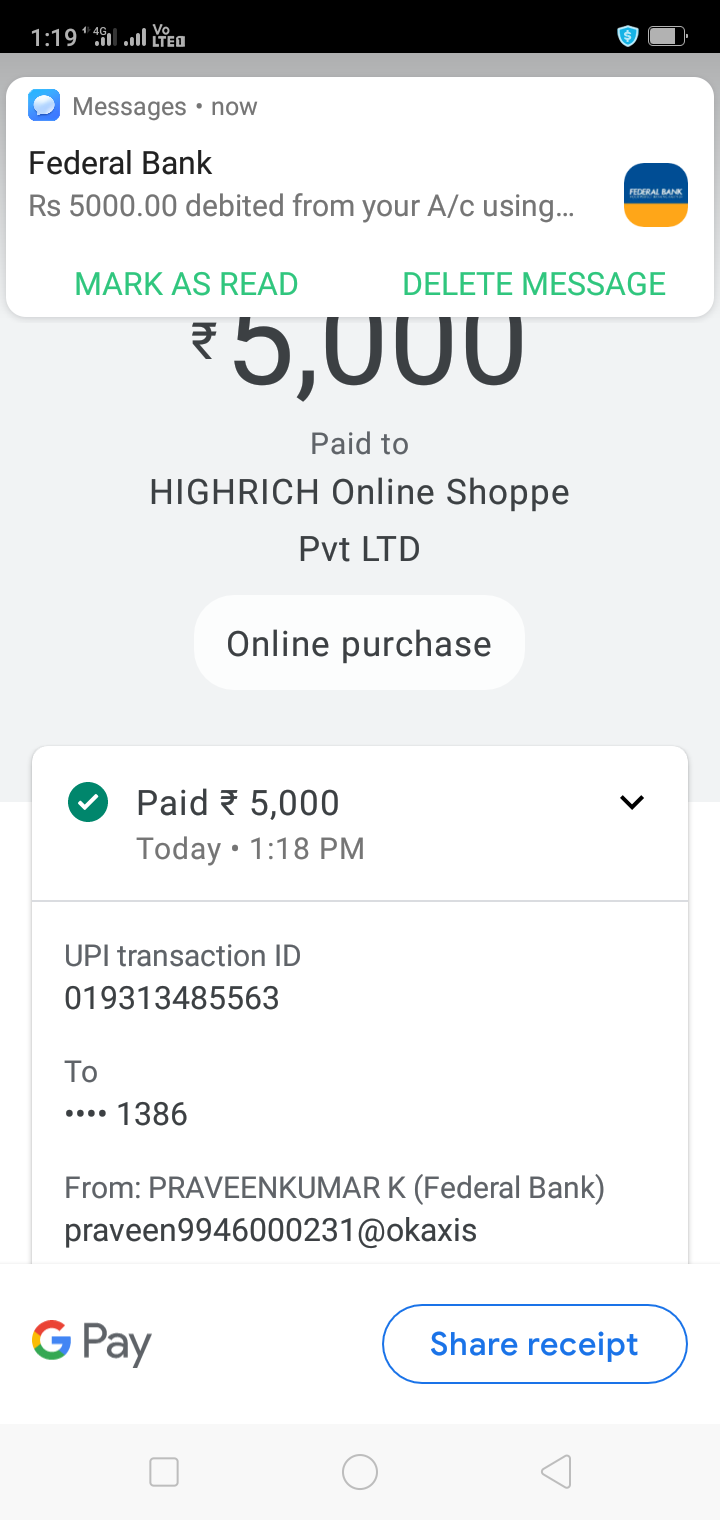 1:19 4G Vo LTE1
Messages • now
Federal Bank
Rs 5000.00 debited from your A/c using...
FEDERAL BANK
MARK AS READ DELETE MESSAGE
₹5,000
Paid to
HIGHRICH Online Shoppe
Pvt LTD
Online purchase
Paid ₹ 5,000
Today • 1:18 PM
UPI transaction ID
019313485563
To
•••• 1386
From: PRAVEENKUMAR K (Federal Bank)
praveen9946000231@okaxis
G Pay
Share receipt